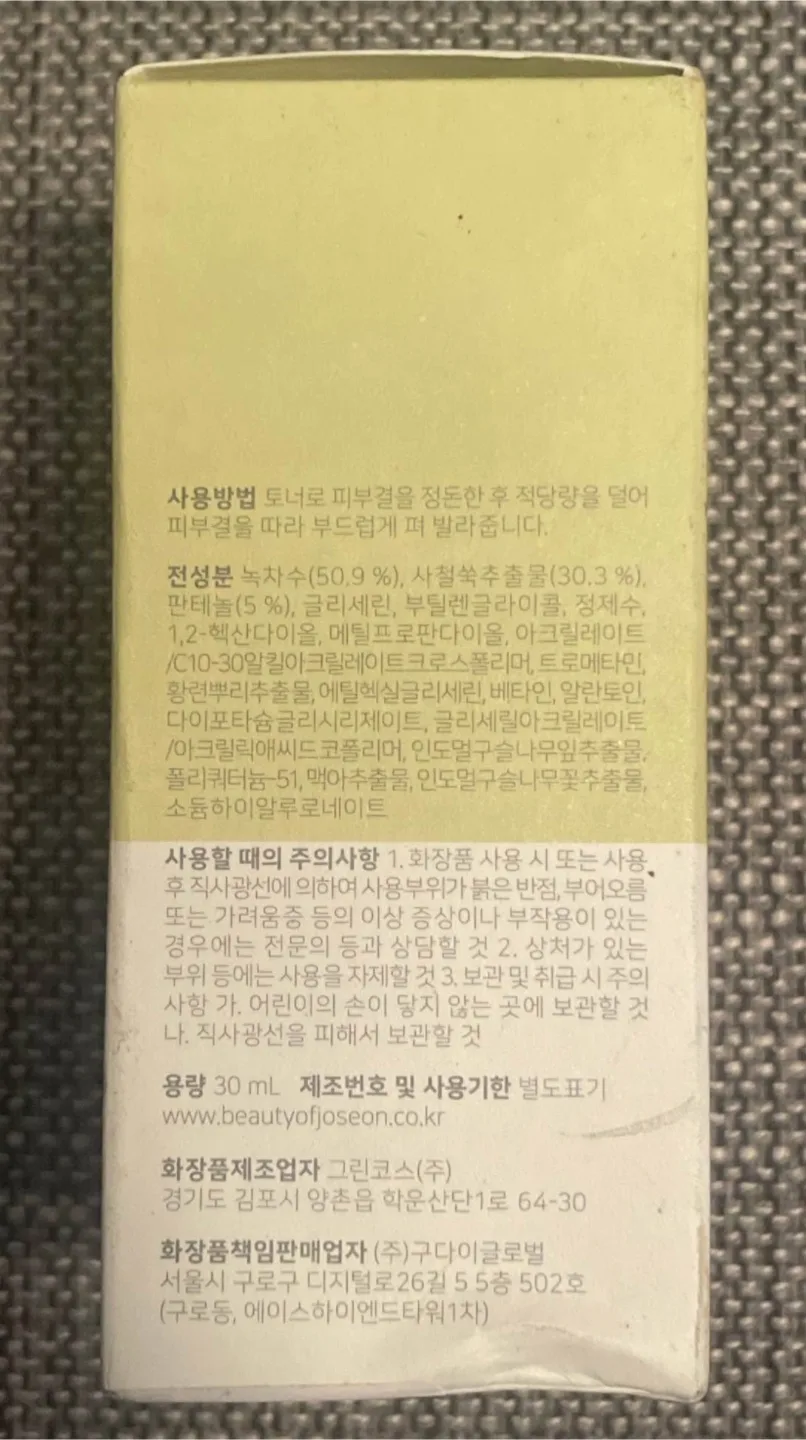 사용방법 토너로 피부결을 정돈한 후 적당량을 덜어
피부결을 따라 부드럽게 펴 발라줍니다.
전성분 녹차수(50.9 %), 사철쑥추출물(30.3 %),
판테놀(5 %), 글리세린, 부틸렌글라이콜, 정제수,
1,2-헥산다이올, 메틸프로판다이올, 아크릴레이트
/C10-30알킬아크릴레이트크로스폴리머, 트로메타민,
황련뿌리추출물, 에틸헥실글리세린, 베타인, 알란토인,
다이포타슘글리시리제이트, 글리세릴아크릴레이트
/아크릴릭애씨드코폴리머, 인도멀구슬나무잎추출물,
폴리쿼터늄-51, 맥아추출물, 인도멀구슬나무꽃추출물,
소듐하이알루로네이트
사용할 때의 주의사항 1. 화장품 사용 시 또는 사용
후 직사광선에 의하여 사용부위가 붉은 반점, 부어오름
또는 가려움증 등의 이상 증상이나 부작용이 있는
경우에는 전문의 등과 상담할 것 2. 상처가 있는
부위 등에는 사용을 자제할 것 3. 보관 및 취급 시 주의
사항 가. 어린이의 손이 닿지 않는 곳에 보관할 것
나. 직사광선을 피해서 보관할 것
용량 30 mL 제조번호 및 사용기한 별도표기
www.beautyofjoseon.co.kr
화장품제조업자 그린코스(주)
경기도 김포시 양촌읍 학운산단1로 64-30
화장품책임판매업자 (주)구다이글로벌
서울시 구로구 디지털로26길 5 5층 502호
(구로동, 에이스하이엔드타워1차)